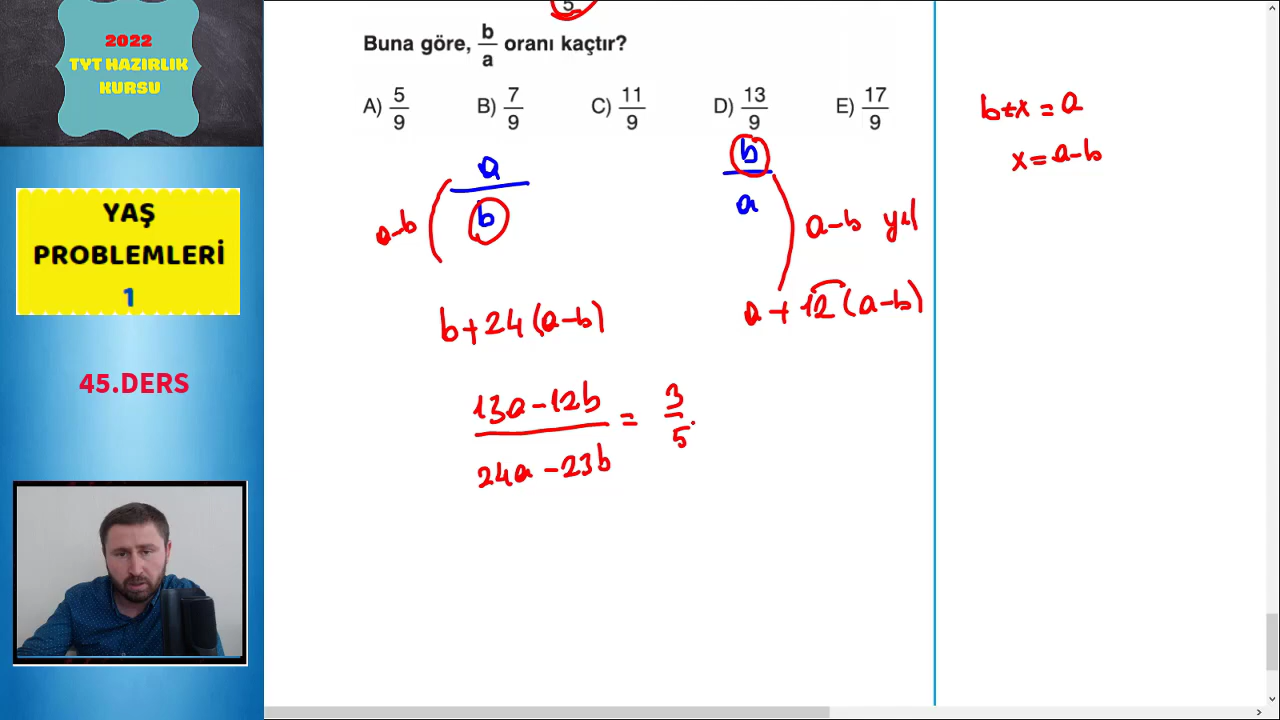 2022
TYT HAZIRLIK
KURSU
YAŞ
PROBLEMLERİ
1
45.DERS
5
Buna göre, b/a oranı kaçtır?
A) 5/9 B) 7/9 C) 11/9 D) 13/9 E) 17/9
a/b
a-b
b/a
a-b yıl
b+24(a-b)
a+12(a-b)
13a-12b/24a-23b = 3/5
b+x=a
x=a-b